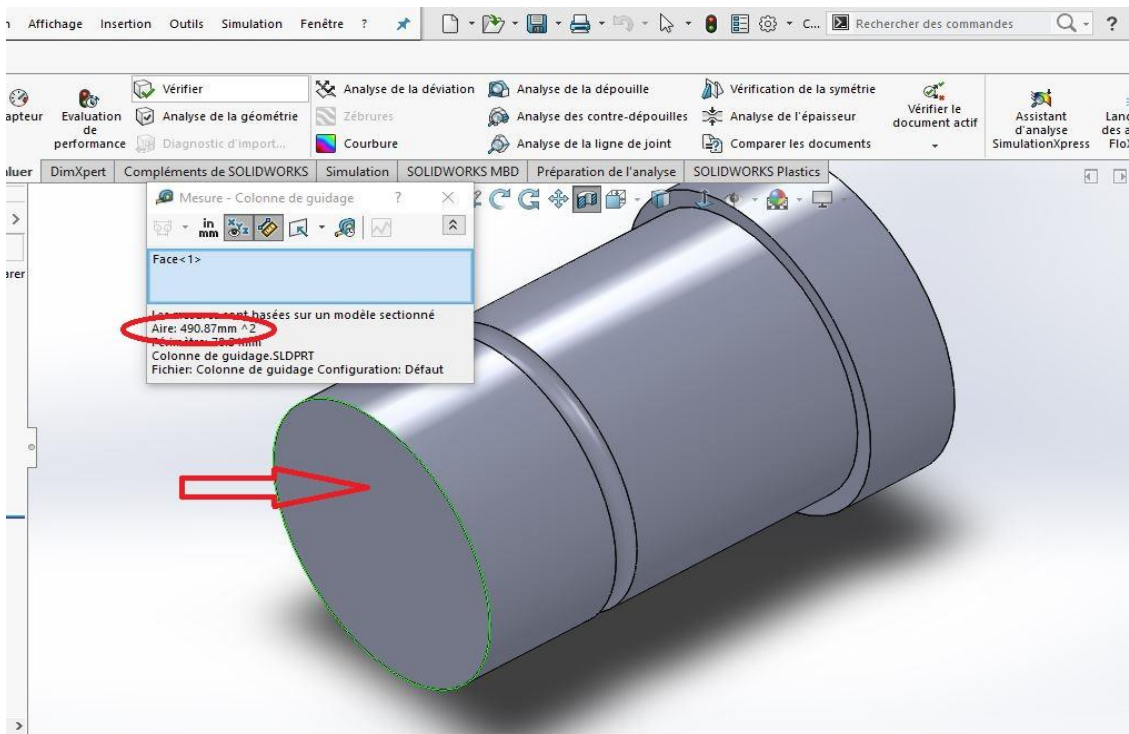 Affichage Insertion Outils Simulation Fenêtre ? C... Rechercher des commandes ?
Vérifier Analyse de la déviation Analyse de la dépouille Vérification de la symétrie
apteur Evaluation de performance Analyse de la géométrie Zébrures Analyse des contre-dépouilles Analyse de l'épaisseur Vérifier le document actif Assistant d'analyse SimulationXpress
Diagnostic d'import... Courbure Analyse de la ligne de joint Comparer les documents
luer DimXpert Compléments de SOLIDWORKS Simulation SOLIDWORKS MBD Préparation de l'analyse SOLIDWORKS Plastics
Mesure - Colonne de guidage ?
in
mm
XYZ
arer
Face<1>
Les mesures sont basées sur un modèle sectionné
Aire: 490.87mm ^2
Colonne de guidage.SLDPRT
Fichier: Colonne de guidage Configuration: Défaut